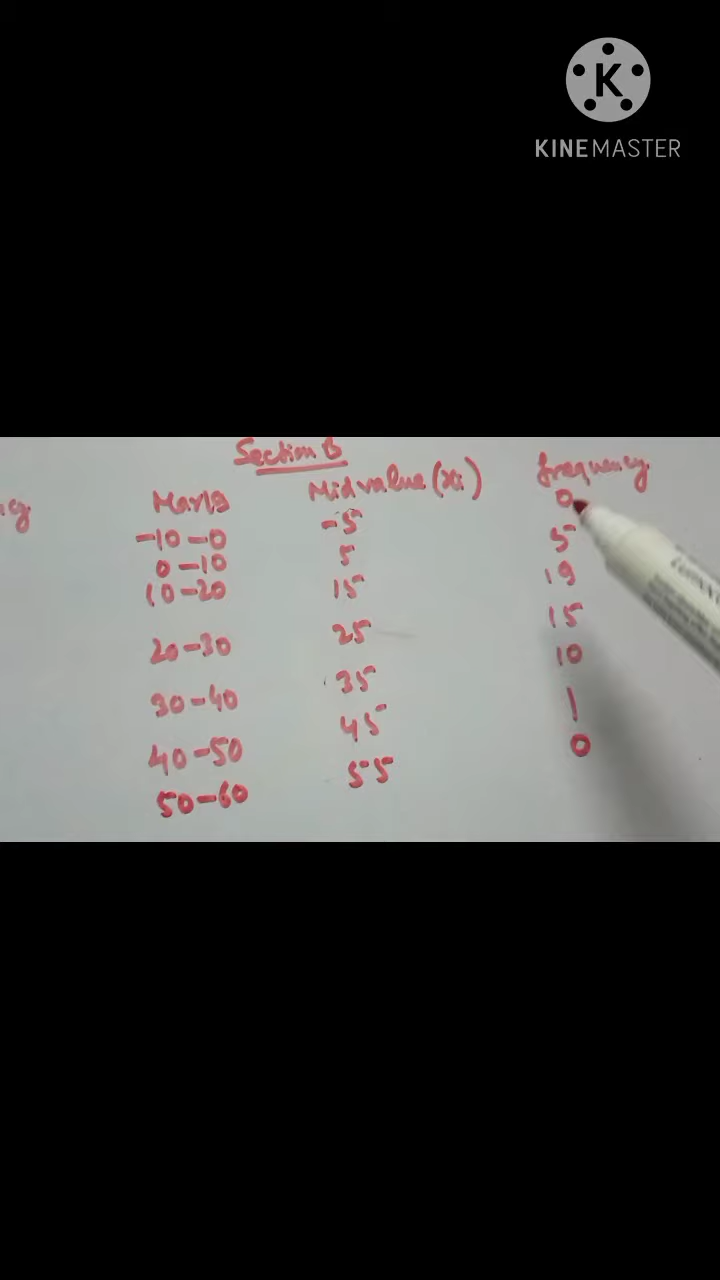 K
KINEMASTER
Section B
Marks Midvalue (xi) frequency
-10-0 -5 0
0-10 5 5
10-20 15 19
20-30 25 15
30-40 35 10
40-50 45 1
50-60 55 0